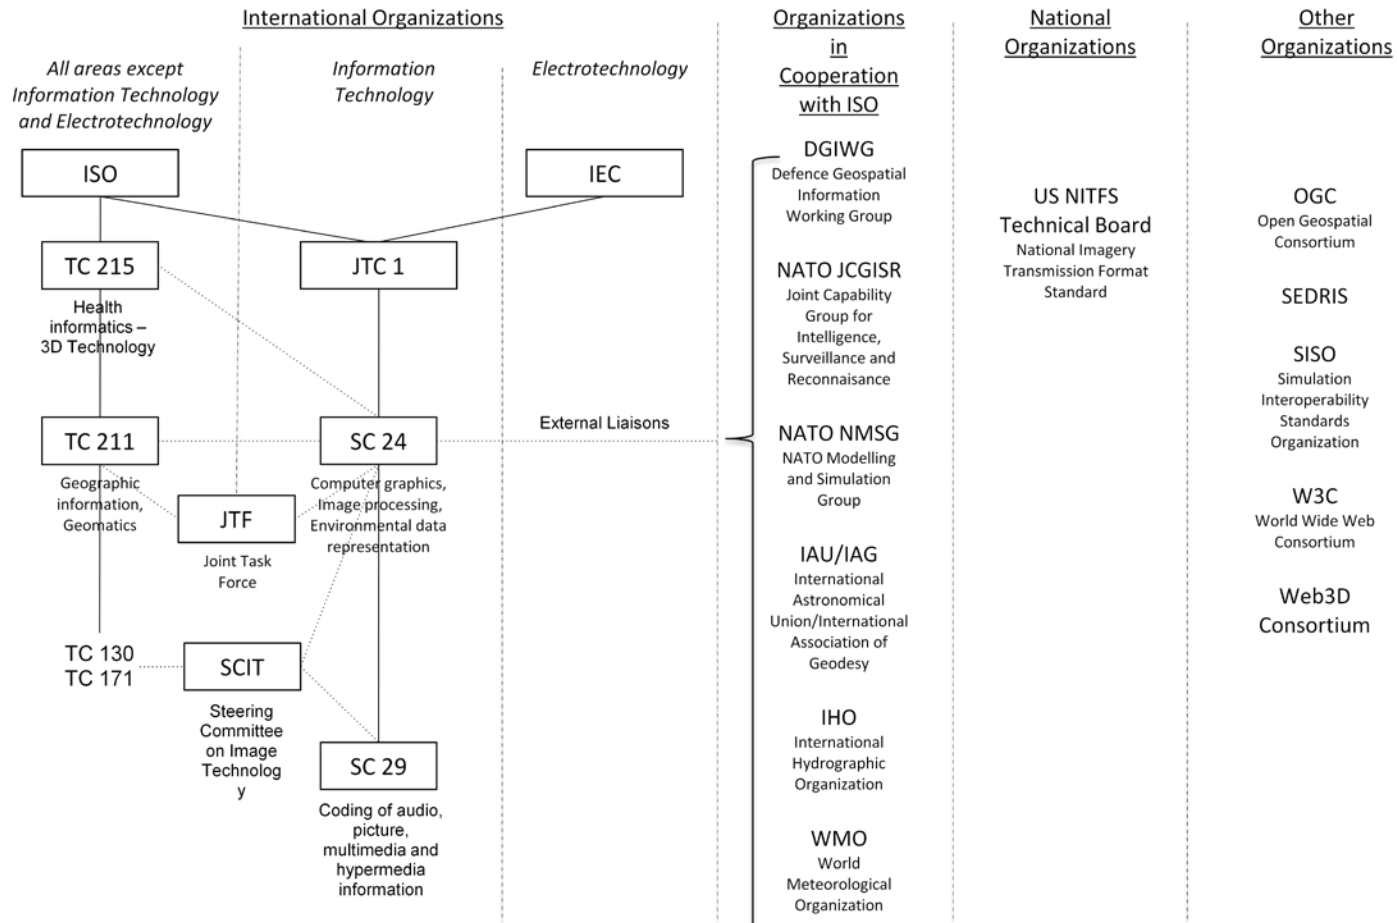 International Organizations
All areas except
Information Technology
and Electrotechnology
Information
Technology
Electrotechnology
ISO
IEC
TC 215
Health
informatics –
3D Technology
JTC 1
TC 211
Geographic
information,
Geomatics
SC 24
Computer graphics,
Image processing,
Environmental data
representation
External Liaisons
JTF
Joint Task
Force
TC 130
TC 171
SCIT
Steering
Committee
on Image
Technolog
y
SC 29
Coding of audio,
picture,
multimedia and
hypermedia
information
Organizations
in
Cooperation
with ISO
DGIWG
Defence Geospatial
Information
Working Group
NATO JCGISR
Joint Capability
Group for
Intelligence,
Surveillance and
Reconnaisance
NATO NMSG
NATO Modelling
and Simulation
Group
IAU/IAG
International
Astronomical
Union/International
Association of
Geodesy
IHO
International
Hydrographic
Organization
WMO
World
Meteorological
Organization
National
Organizations
US NITFS
Technical Board
National Imagery
Transmission Format
Standard
Other
Organizations
OGC
Open Geospatial
Consortium
SEDRIS
SISO
Simulation
Interoperability
Standards
Organization
W3C
World Wide Web
Consortium
Web3D
Consortium